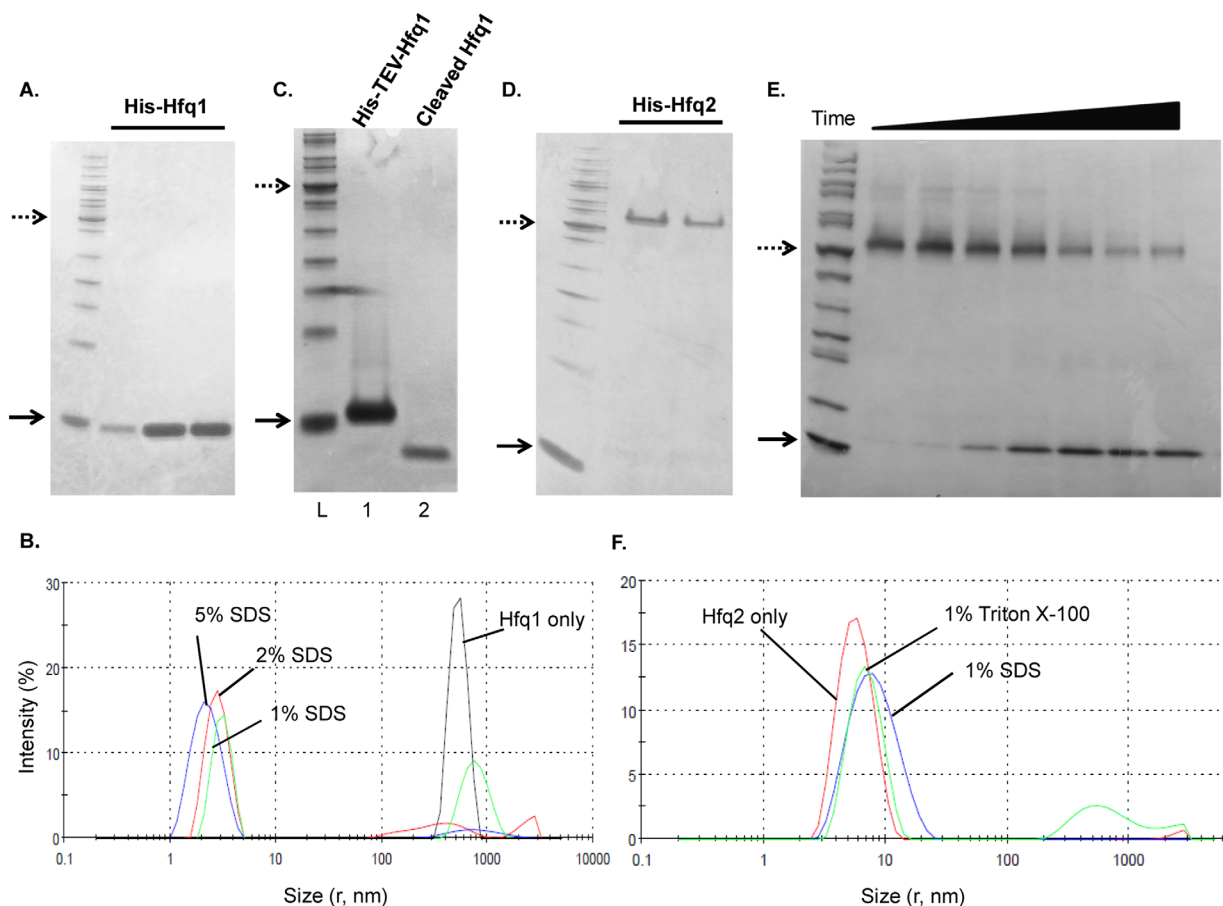 A.
His-Hfq1
C.
His-TEV-Hfq1
Cleaved Hfq1
L
1
2
D.
His-Hfq2
E.
Time
B.
Intensity (%)
30
20
10
0
5% SDS
2% SDS
1% SDS
Hfq1 only
0.1
1
10
100
1000
10000
Size (r, nm)
F.
20
15
10
5
0
Hfq2 only
1% Triton X-100
1% SDS
0.1
1
10
100
1000
Size (r, nm)